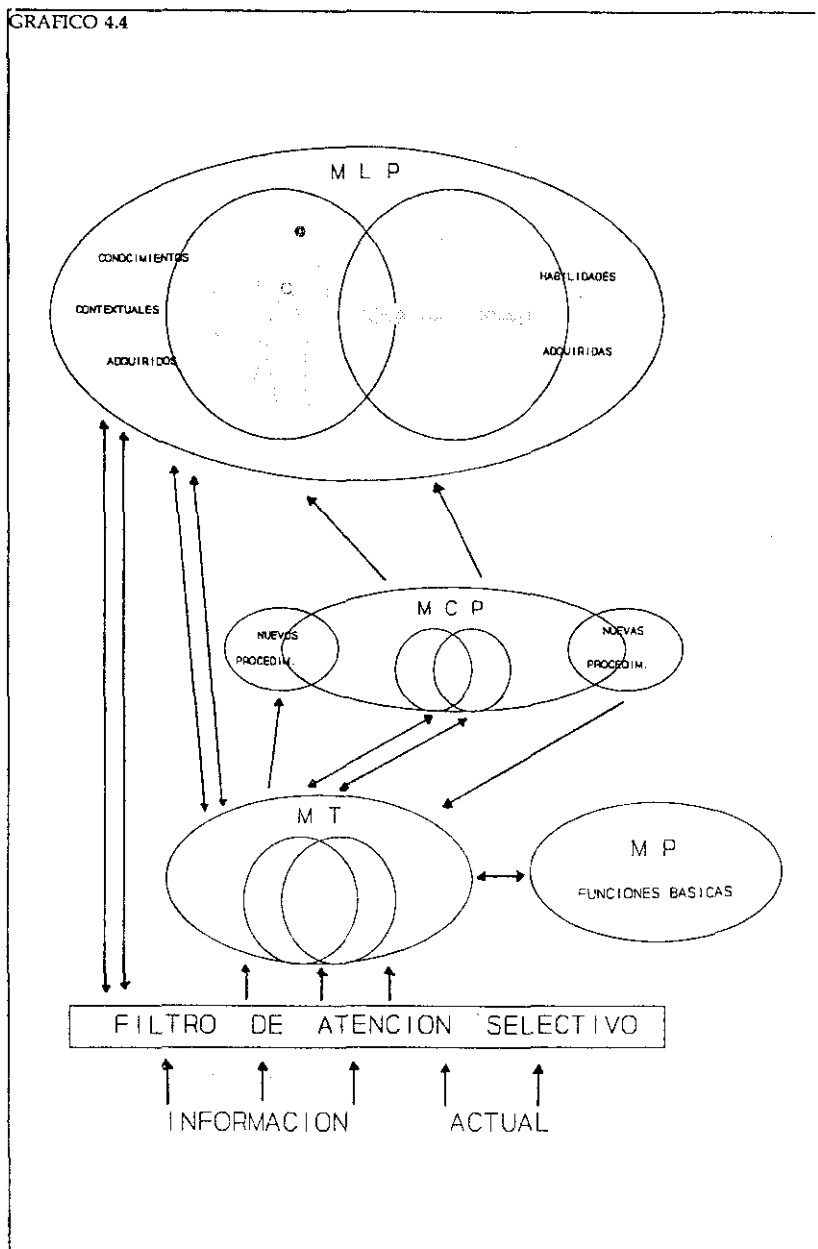 GRAFICO 4.4
M L P
CONOCIMIENTOS
CONTEXTUALES
ADQUIRIDOS
HABILIDADES
ADQUIRIDAS
M C P
NUEVOS
PROCEDIM.
NUEVAS
PROCEDIM.
M T
M P
FUNCIONES BASICAS
FILTRO DE ATENCION SELECTIVO
INFORMACION ACTUAL